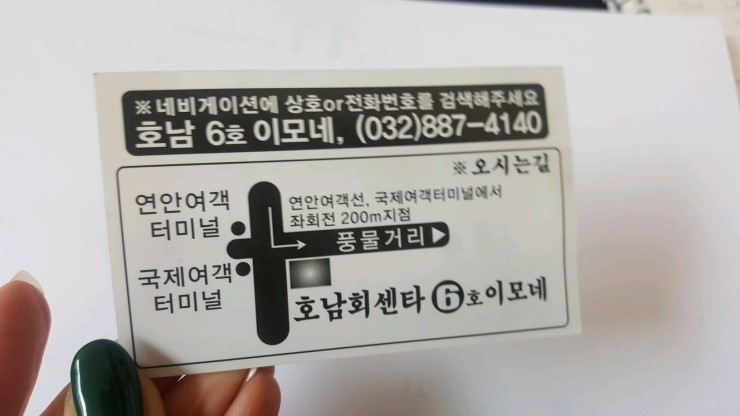 ※네비게이션에 상호or전화번호를 검색해주세요
호남 6호 이모네, (032)887-4140
※오시는길
연안여객
터미널
연안여객선, 국제여객터미널에서
좌회전 200m지점
풍물거리▶
국제여객
터미널
호남회센타 ⑥호이모네